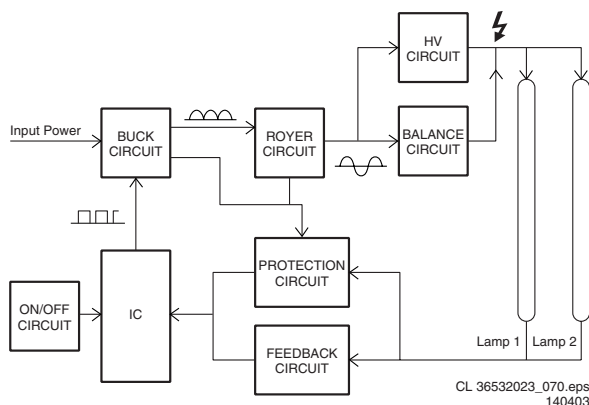 HV
CIRCUIT
Input Power
BUCK
CIRCUIT
ROYER
CIRCUIT
BALANCE
CIRCUIT
PROTECTION
CIRCUIT
ON/OFF
CIRCUIT
IC
FEEDBACK
CIRCUIT
Lamp 1
Lamp 2
CL 36532023_070.eps
140403